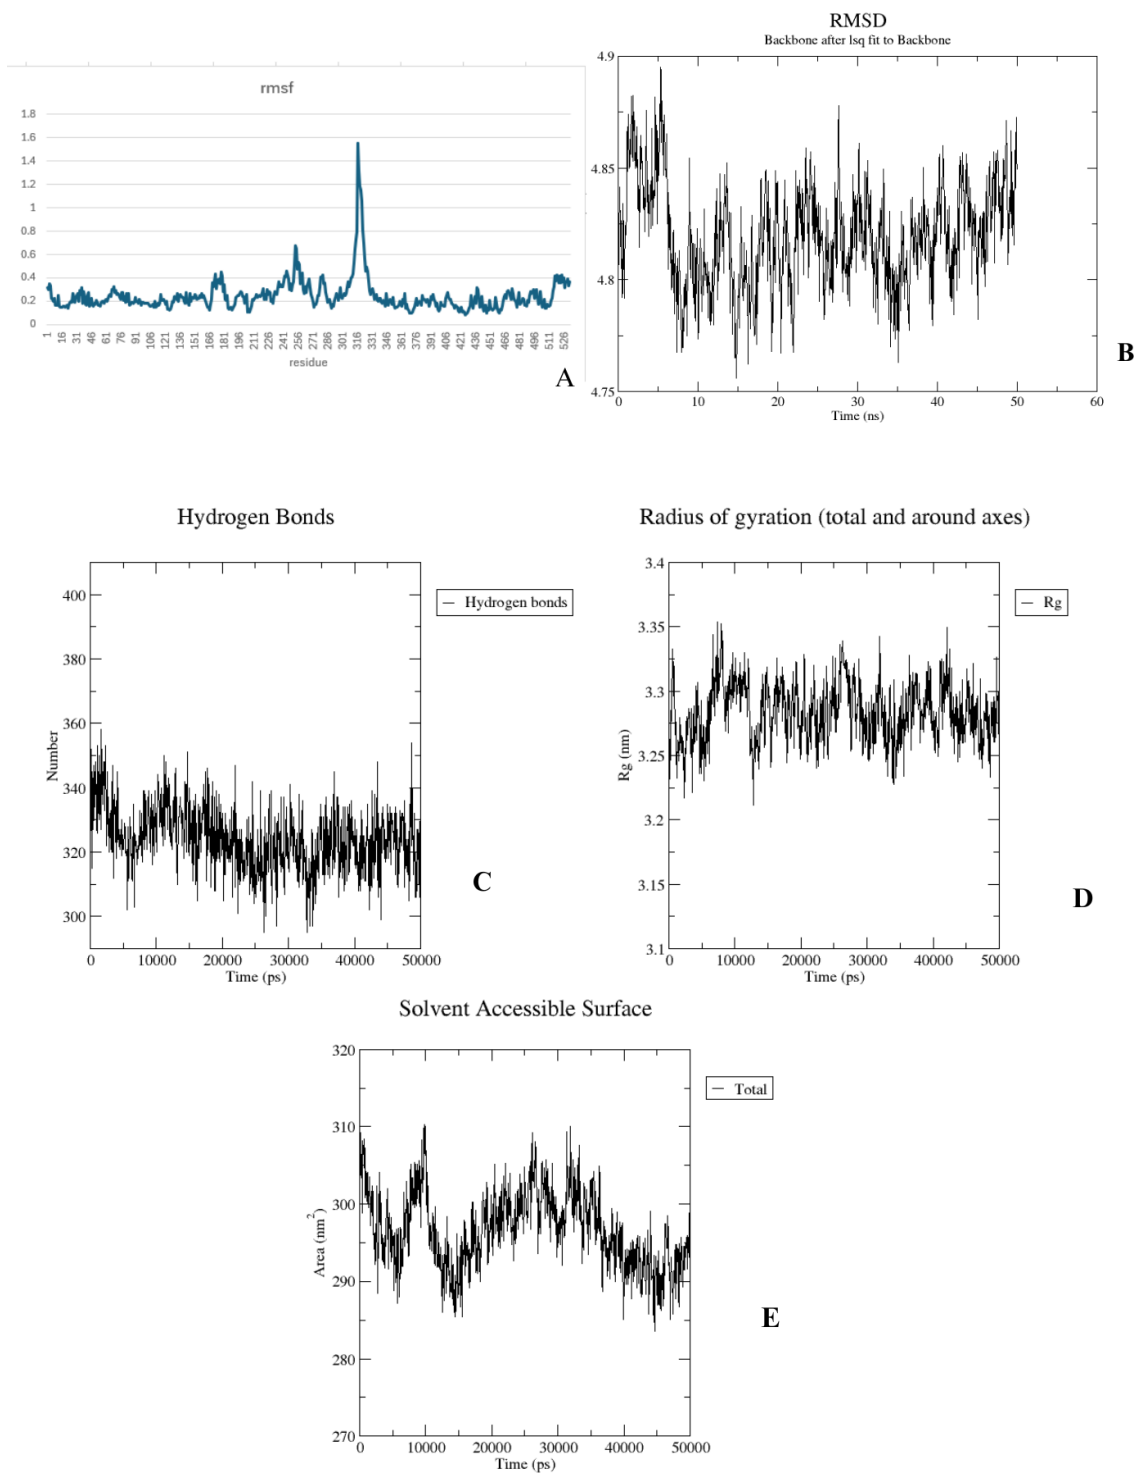 rmsf
1.8
1.6
1.4
1.2
1
0.8
0.6
0.4
0.2
0
1 16 31 46 61 76 91 106 121 136 151 166 181 196 211 226 241 256 271 286 301 316 331 346 361 376 391 406 421 436 451 466 481 496 511 526
residue
A
RMSD
Backbone after lsq fit to Backbone
4.9
4.85
4.8
4.75
0 10 20 30 40 50 60
Time (ns)
B
Hydrogen Bonds
400
380
360
340
320
300
Number
Hydrogen bonds
0 10000 20000 30000 40000 50000
Time (ps)
C
Radius of gyration (total and around axes)
3.4
3.35
3.3
3.25
3.2
3.15
3.1
Rg (nm)
Rg
0 10000 20000 30000 40000 50000
Time (ps)
D
Solvent Accessible Surface
320
310
300
290
280
270
Area (nm²)
Total
0 10000 20000 30000 40000 50000
Time (ps)
E